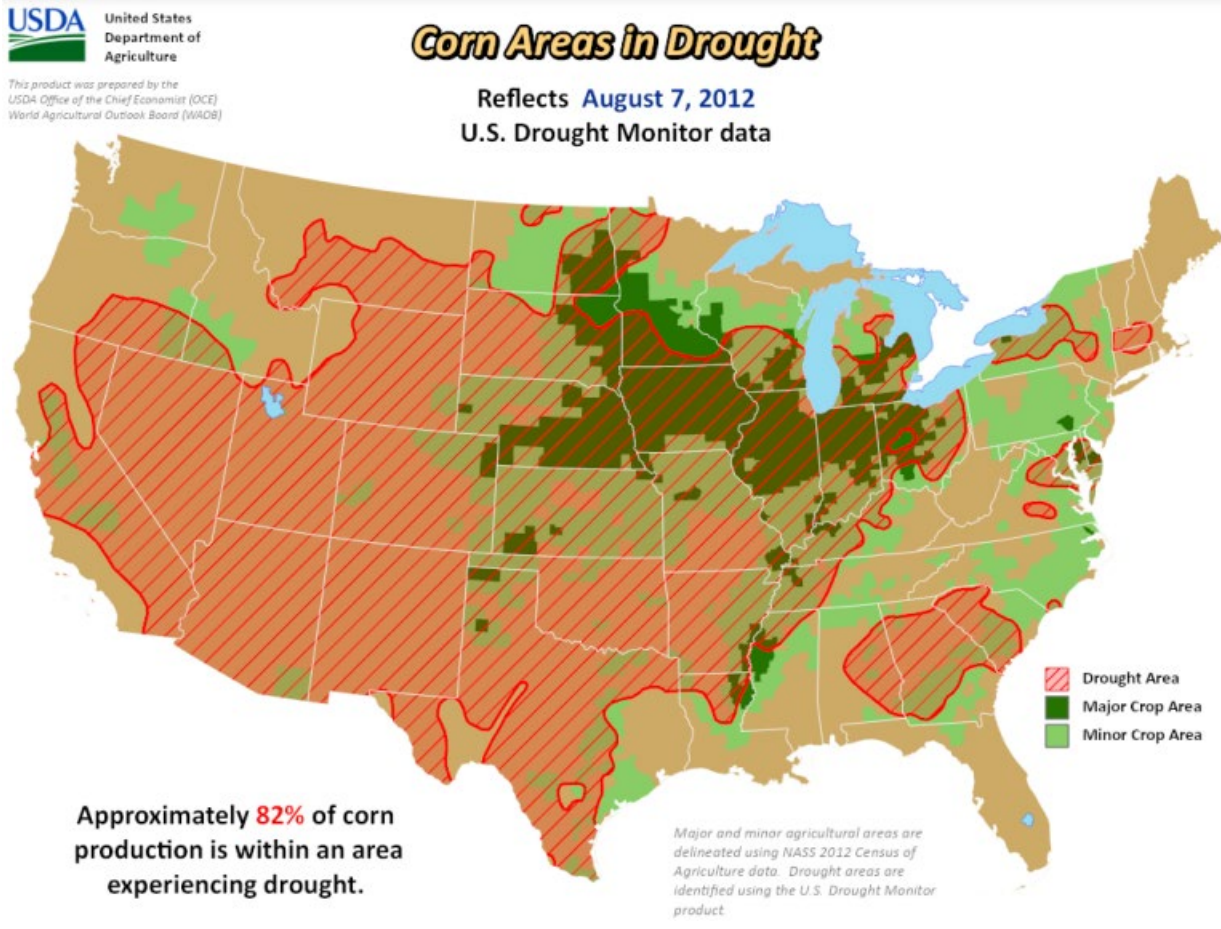 USDA
United States
Department of
Agriculture
This product was prepared by the
USDA Office of the Chief Economist (OCE)
World Agricultural Outlook Board (WAOB)
Corn Areas in Drought
Reflects August 7, 2012
U.S. Drought Monitor data
Drought Area
Major Crop Area
Minor Crop Area
Approximately 82% of corn
production is within an area
experiencing drought.
Major and minor agricultural areas are
delineated using NASS 2012 Census of
Agriculture data. Drought areas are
identified using the U.S. Drought Monitor
product